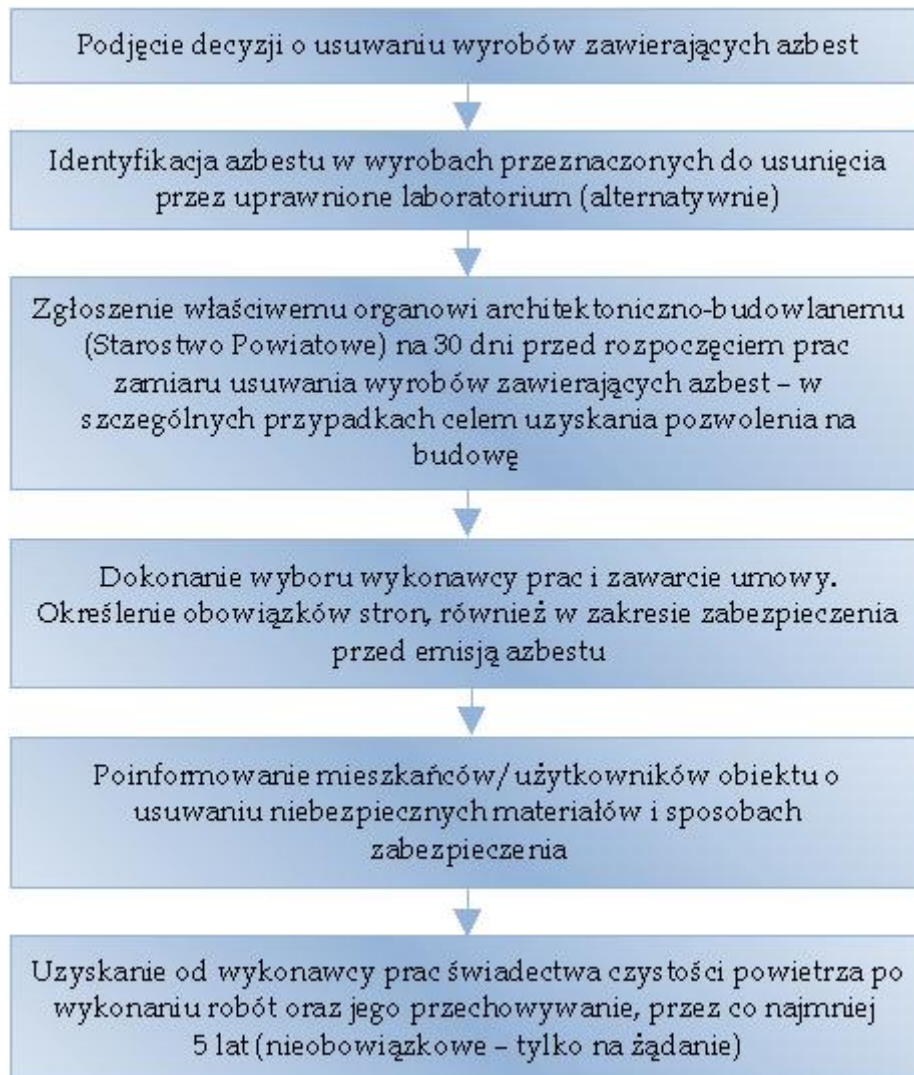 Podjęcie decyzji o usuwaniu wyrobów zawierających azbest
Identyfikacja azbestu w wyrobach przeznaczonych do usunięcia
przez uprawnione laboratorium (alternatywnie)
Zgłoszenie właściwemu organowi architektoniczno-budowlanemu
(Starostwo Powiatowe) na 30 dni przed rozpoczęciem prac
zamiaru usuwania wyrobów zawierających azbest – w
szczególnych przypadkach celem uzyskania pozwolenia na
budowę
Dokonanie wyboru wykonawcy prac i zawarcie umowy.
Określenie obowiązków stron, również w zakresie zabezpieczenia
przed emisją azbestu
Poinformowanie mieszkańców/użytkowników obiektu o
usuwaniu niebezpiecznych materiałów i sposobach
zabezpieczenia
Uzyskanie od wykonawcy prac świadectwa czystości powietrza po
wykonaniu robót oraz jego przechowywanie, przez co najmniej
5 lat (nieobowiązkowe – tylko na żądanie)